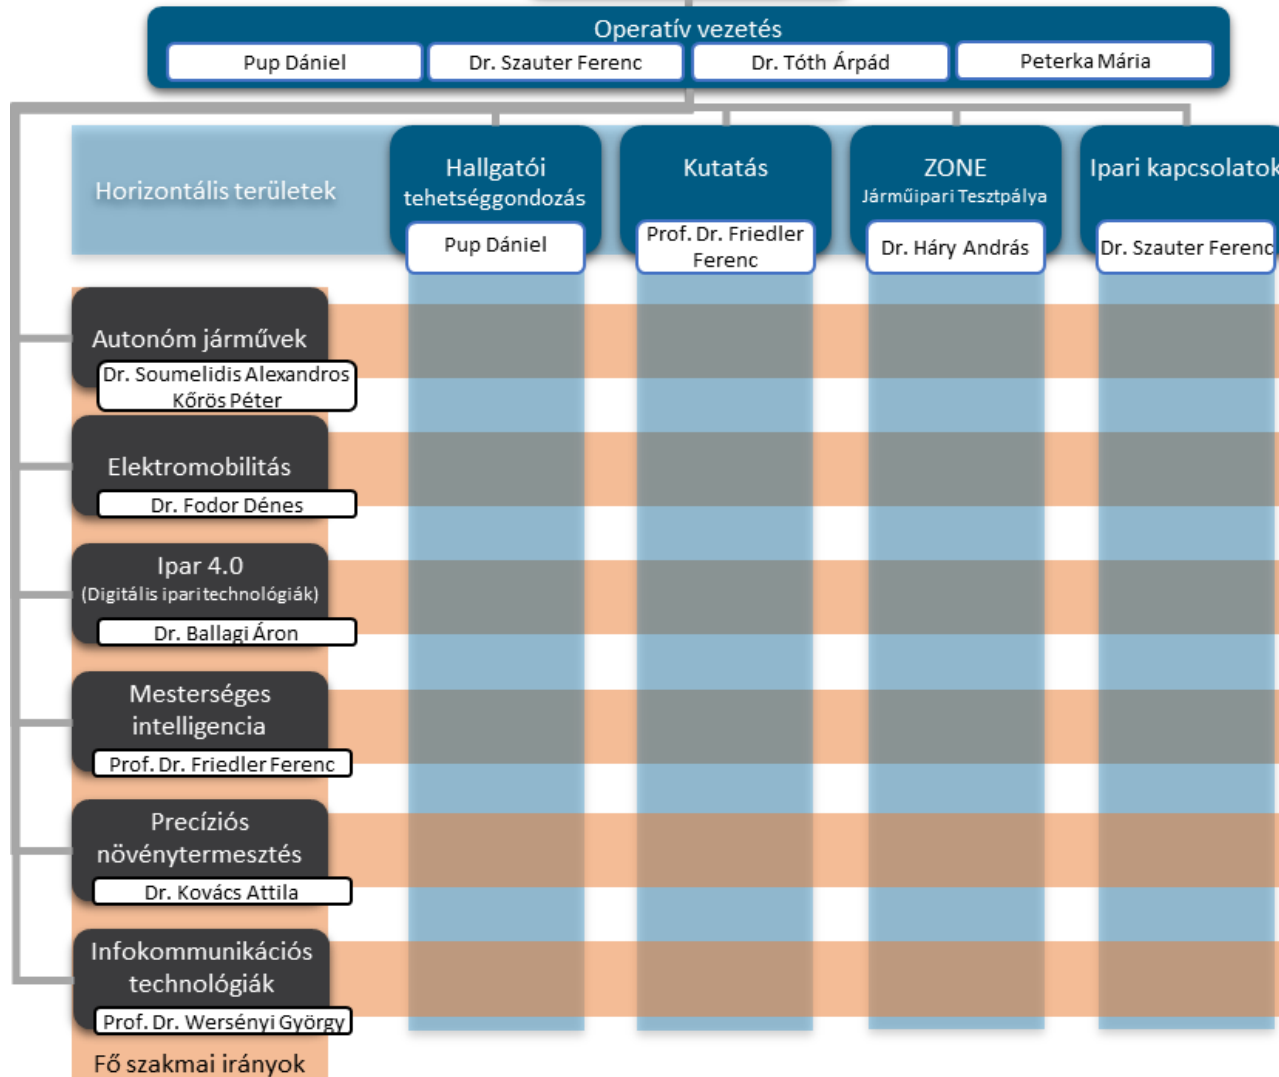 Operatív vezetés
Pup Dániel
Dr. Szauter Ferenc
Dr. Tóth Árpád
Peterka Mária
Horizontális területek
Hallgatói
tehetséggondozás
Pup Dániel
Kutatás
Prof. Dr. Friedler
Ferenc
ZONE
Járműipari Tesztpálya
Dr. Háry András
Ipari kapcsolatok
Dr. Szauter Ferenc
Autonóm járművek
Dr. Soumelidis Alexandros
Kőrös Péter
Elektromobilitás
Dr. Fodor Dénes
Ipar 4.0
(Digitális ipari technológiák)
Dr. Ballagi Áron
Mesterséges
intelligencia
Prof. Dr. Friedler Ferenc
Precíziós
növénytermesztés
Dr. Kovács Attila
Infokommunikációs
technológiák
Prof. Dr. Wersényi György
Fő szakmai irányok